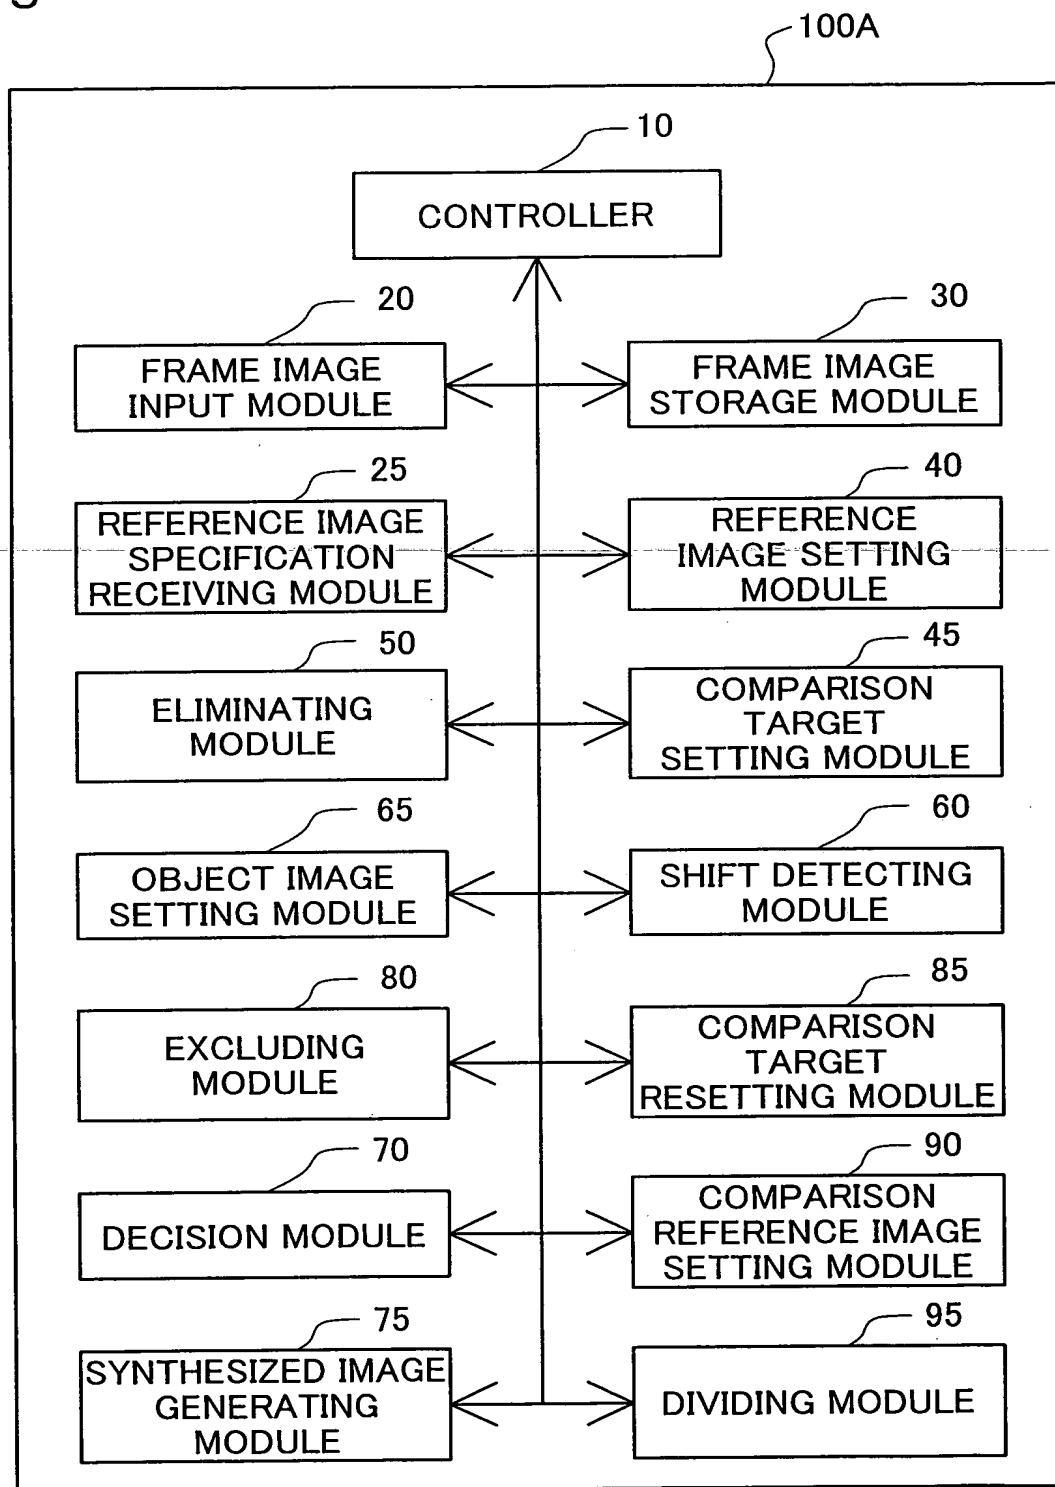 100A
10
CONTROLLER
20
FRAME IMAGE
INPUT MODULE
30
FRAME IMAGE
STORAGE MODULE
25
REFERENCE IMAGE
SPECIFICATION
RECEIVING MODULE
40
REFERENCE
IMAGE SETTING
MODULE
50
ELIMINATING
MODULE
45
COMPARISON
TARGET
SETTING MODULE
65
OBJECT IMAGE
SETTING MODULE
60
SHIFT DETECTING
MODULE
80
EXCLUDING
MODULE
85
COMPARISON
TARGET
RESETTING MODULE
70
DECISION MODULE
90
COMPARISON
REFERENCE IMAGE
SETTING MODULE
75
SYNTHESIZED IMAGE
GENERATING
MODULE
95
DIVIDING MODULE